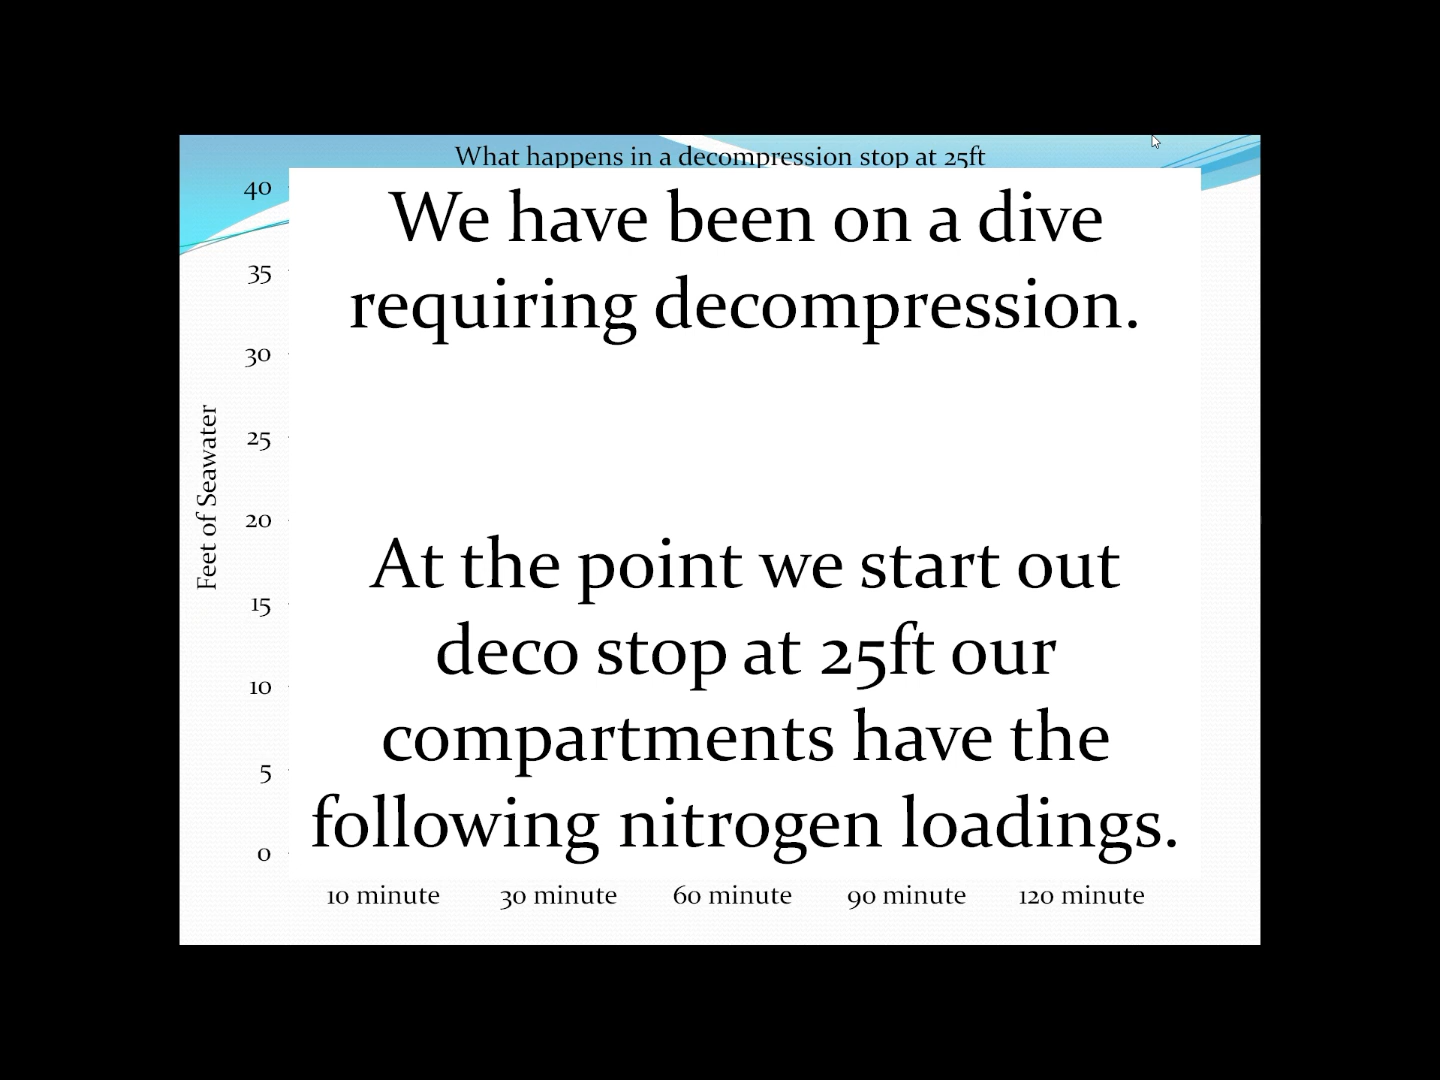 What happens in a decompression stop at 25ft
We have been on a dive
requiring decompression.
At the point we start out
deco stop at 25ft our
compartments have the
following nitrogen loadings.
Feet of Seawater
40
35
30
25
20
15
10
5
0
10 minute 30 minute 60 minute 90 minute 120 minute